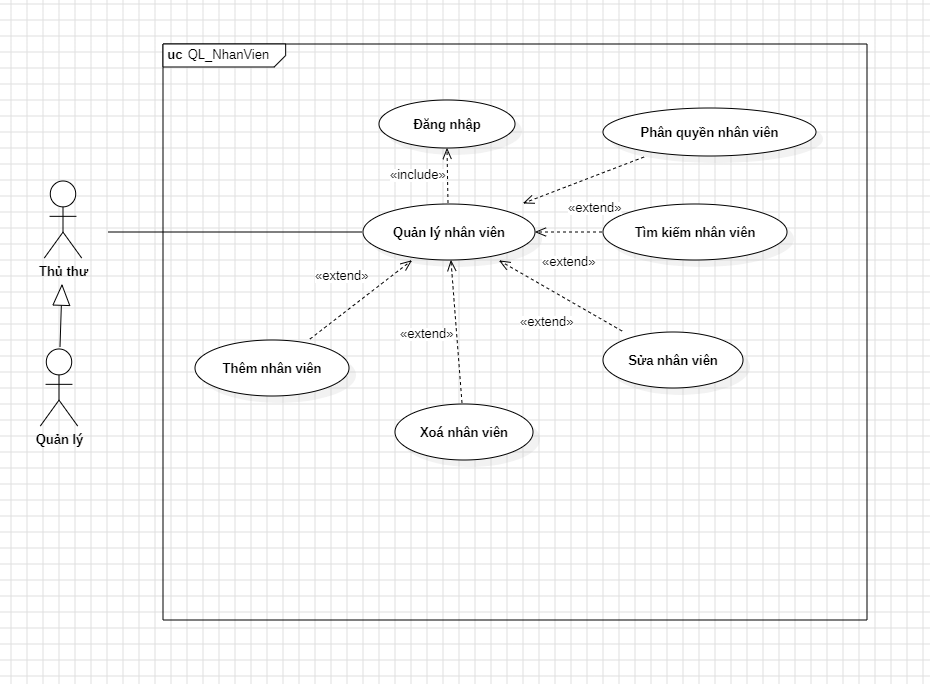 uc QL_NhanVien
Đăng nhập
Phân quyền nhân viên
«include»
«extend»
Quản lý nhân viên
Tìm kiếm nhân viên
Thủ thư
«extend»
«extend»
«extend»
«extend»
Thêm nhân viên
Sửa nhân viên
Xoá nhân viên
Quản lý